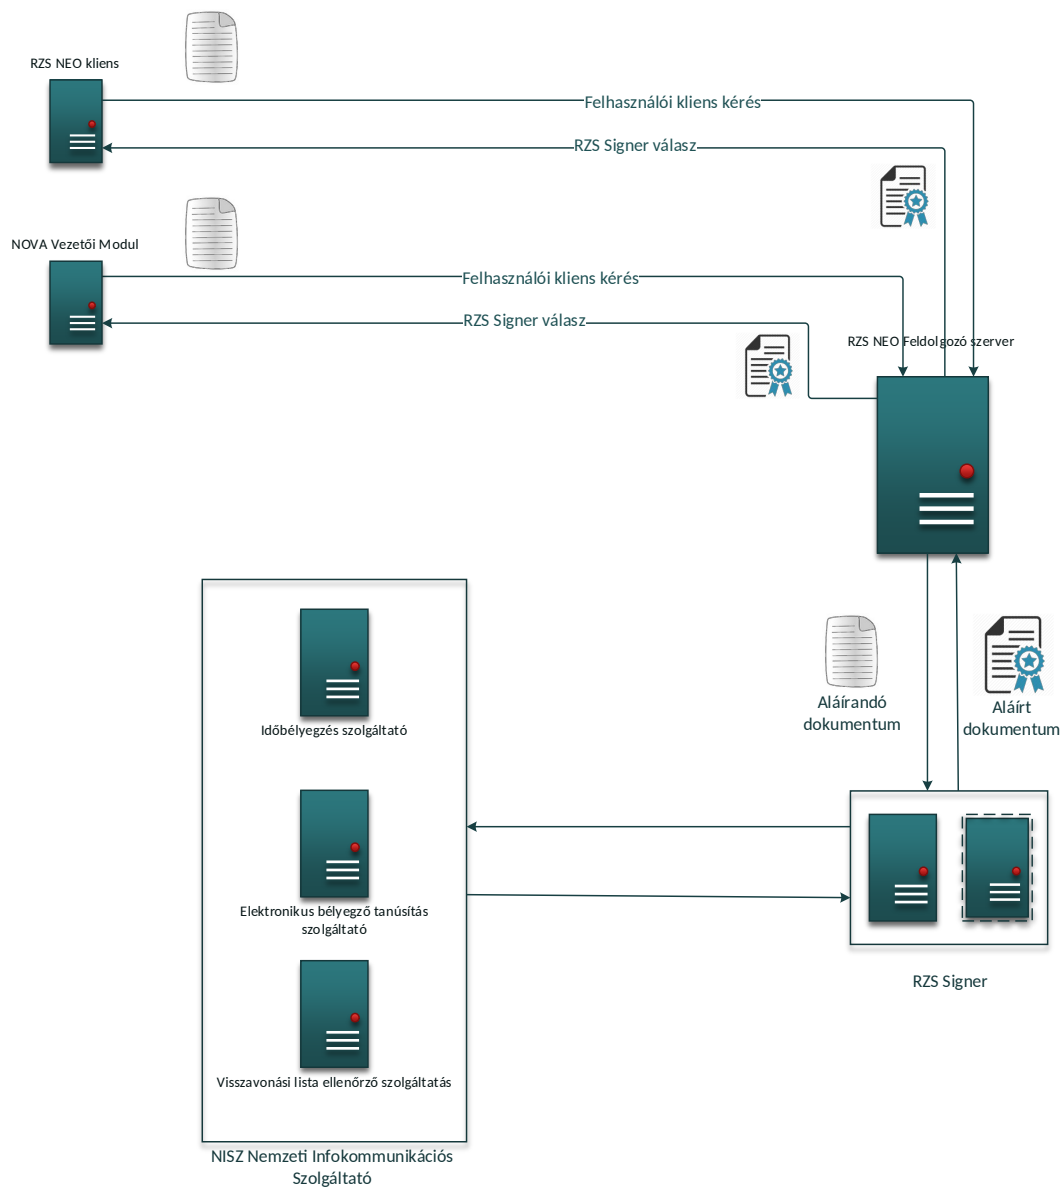 RZS NEO kliens
Felhasználói kliens kérés
RZS Signer válasz
NOVA Vezetői Modul
Felhasználói kliens kérés
RZS Signer válasz
RZS NEO Feldolgozó szerver
Aláírandó
dokumentum
Aláírt
dokumentum
Időbélyegzés szolgáltató
Elektronikus bélyegző tanúsítás
szolgáltató
Visszavonási lista ellenőrző szolgáltatás
RZS Signer
NISZ Nemzeti Infokommunikációs
Szolgáltató